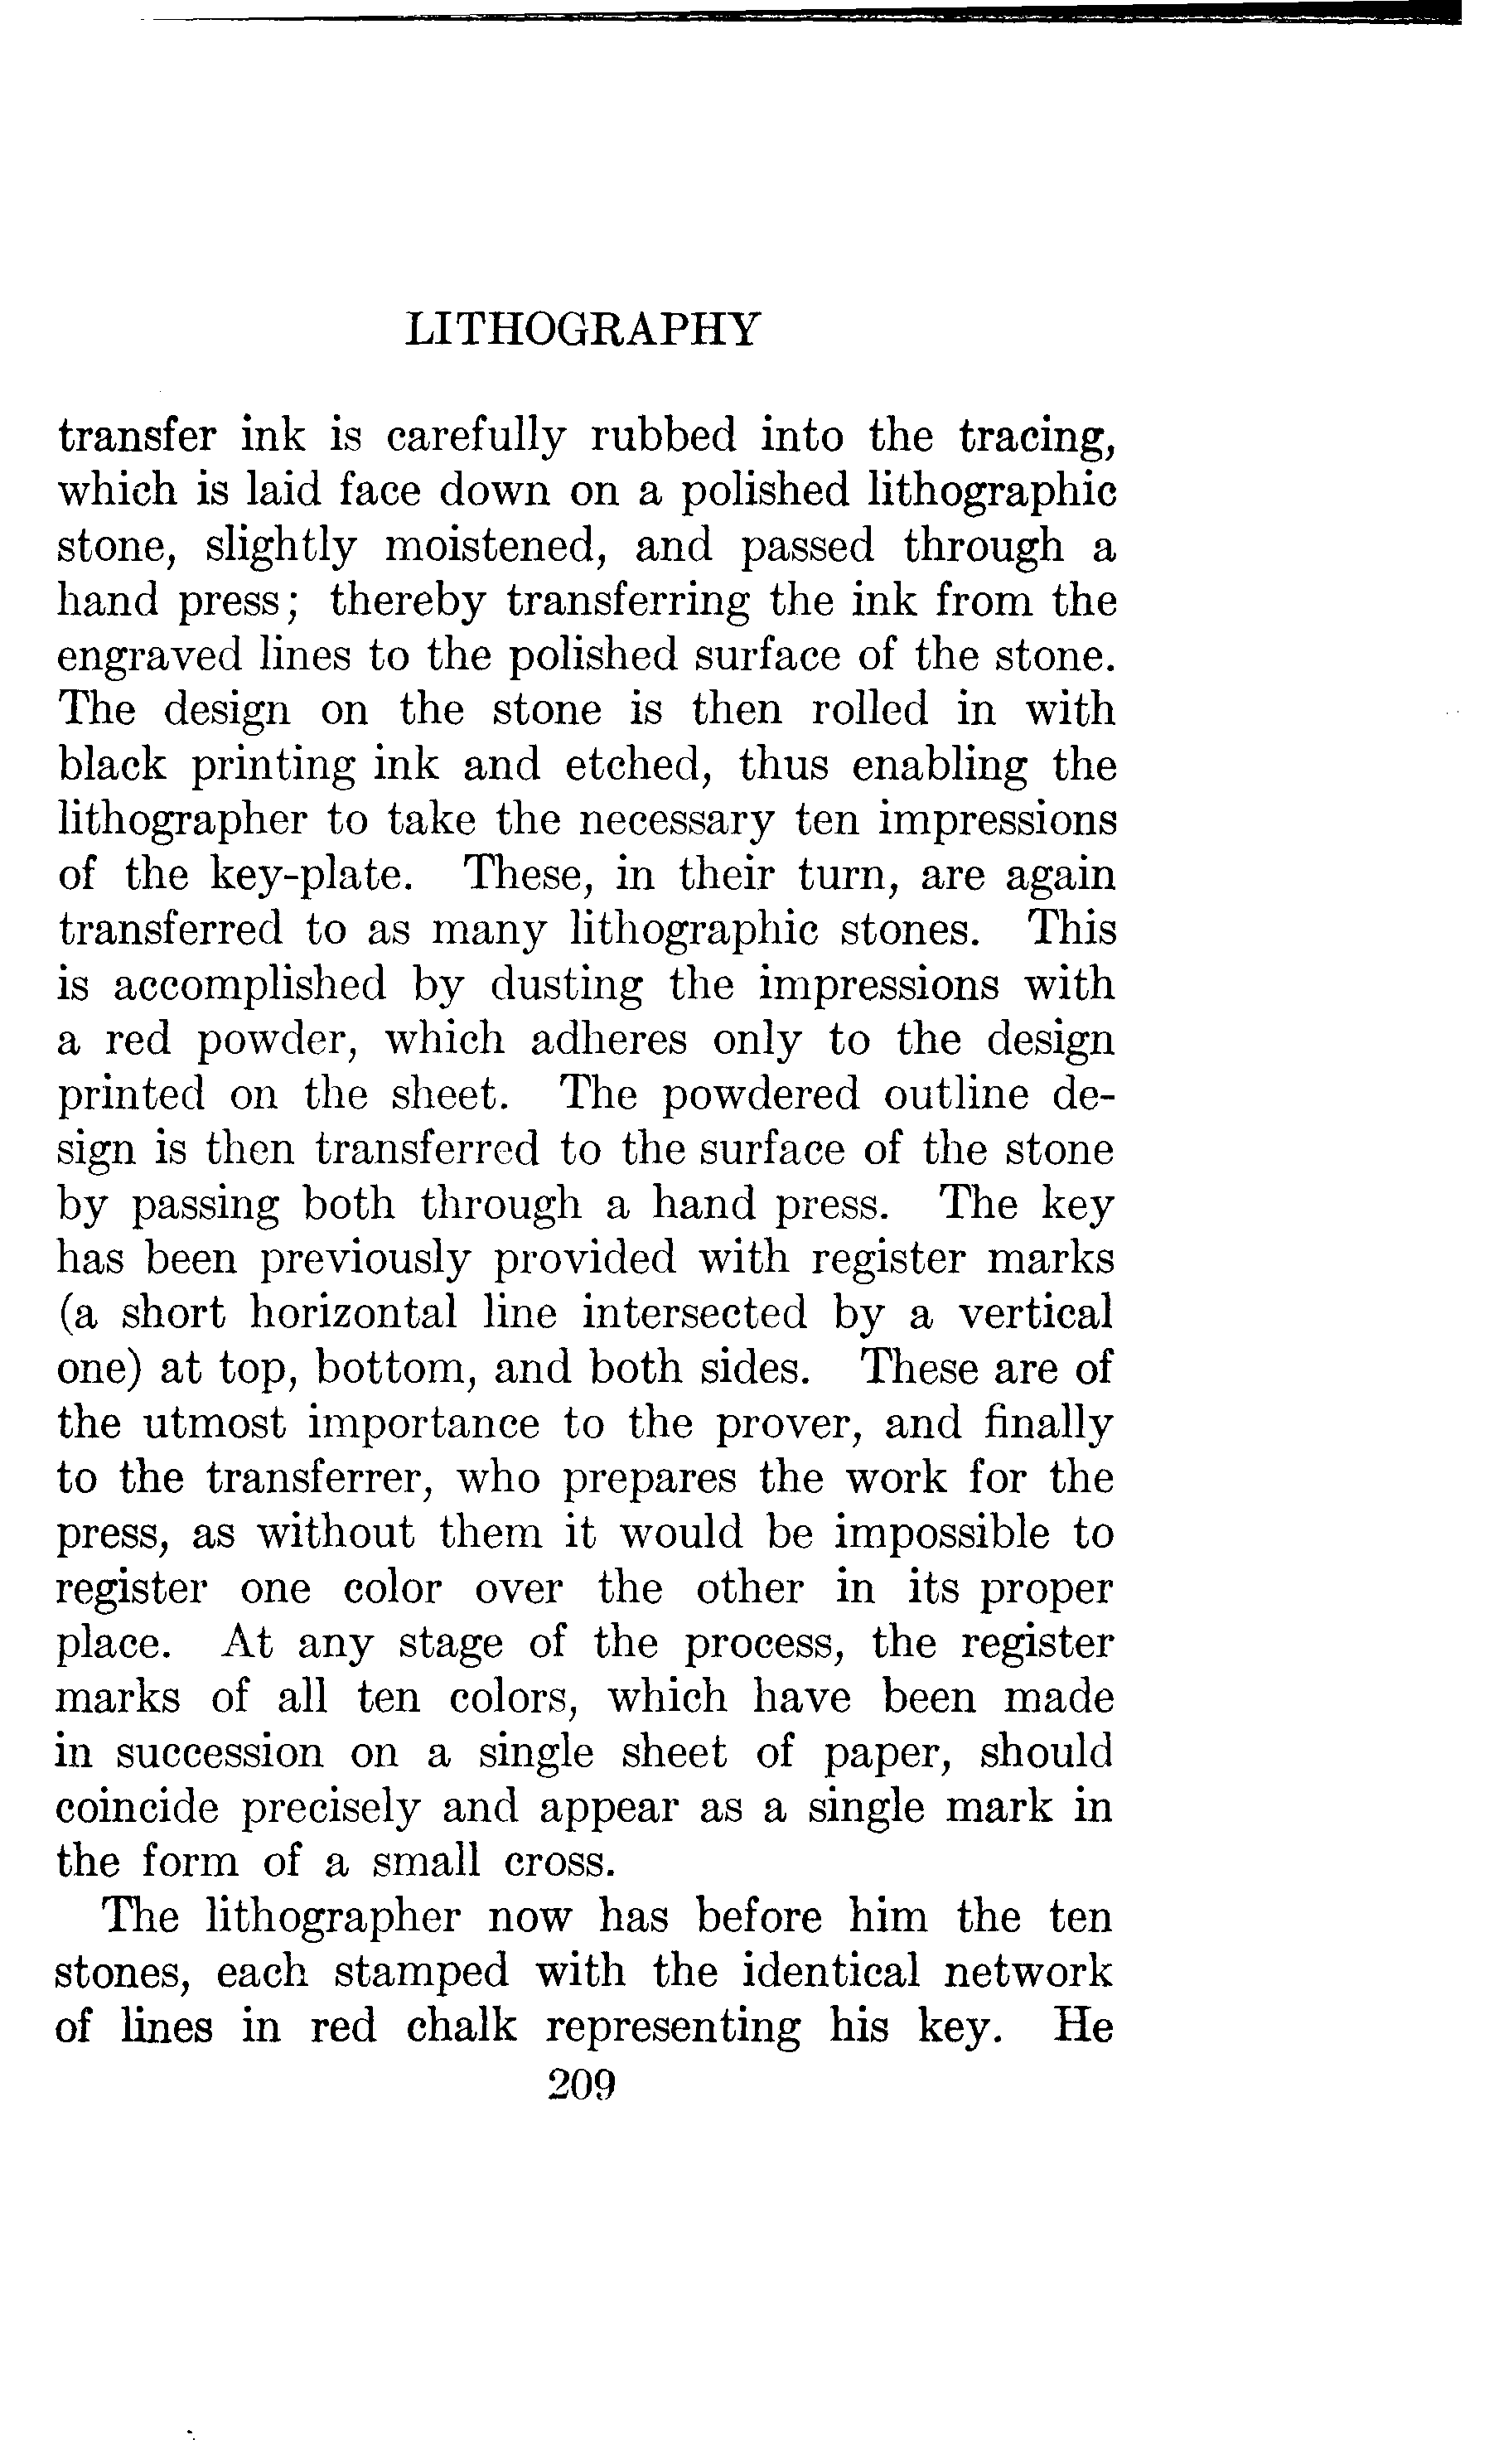 LITHOGRAPHY
transfer ink is carefully rubbed into the tracing,
which is laid face down on a polished lithographic
stone, slightly moistened, and passed through a
hand press; thereby transferring the ink from the
engraved lines to the polished surface of the stone.
The design on the stone is then rolled in with
black printing ink and etched, thus enabling the
lithographer to take the necessary ten impressions
of the key-plate. These, in their turn, are again
transferred to as many lithographic stones. This
is accomplished by dusting the impressions with
a red powder, which adheres only to the design
printed on the sheet. The powdered outline de-
sign is then transferred to the surface of the stone
by passing both through a hand press. The key
has been previously provided with register marks
(a short horizontal line intersected by a vertical
one) at top, bottom, and both sides. These are of
the utmost importance to the prover, and finally
to the transferrer, who prepares the work for the
press, as without them it would be impossible to
register one color over the other in its proper
place. At any stage of the process, the register
marks of all ten colors, which have been made
in succession on a single sheet of paper, should
coincide precisely and appear as a single mark in
the form of a small cross.
The lithographer now has before him the ten
stones, each stamped with the identical network
of lines in red chalk representing his key. He
209